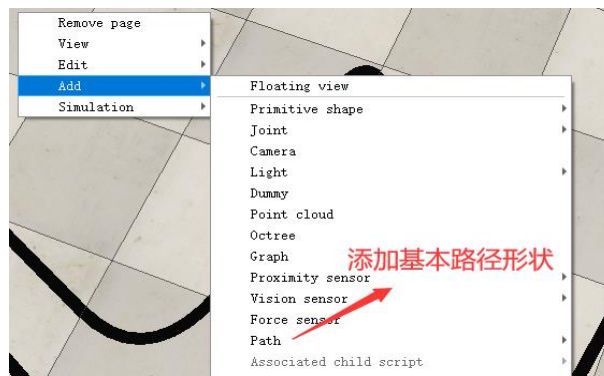 Remove page
View
Edit
Add
Simulation
Floating view
Primitive shape
Joint
Camera
Light
Dummy
Point cloud
Octree
Graph
添加基本路径形状
Proximity sensor
Vision sensor
Force sensor
Path
Associated child script